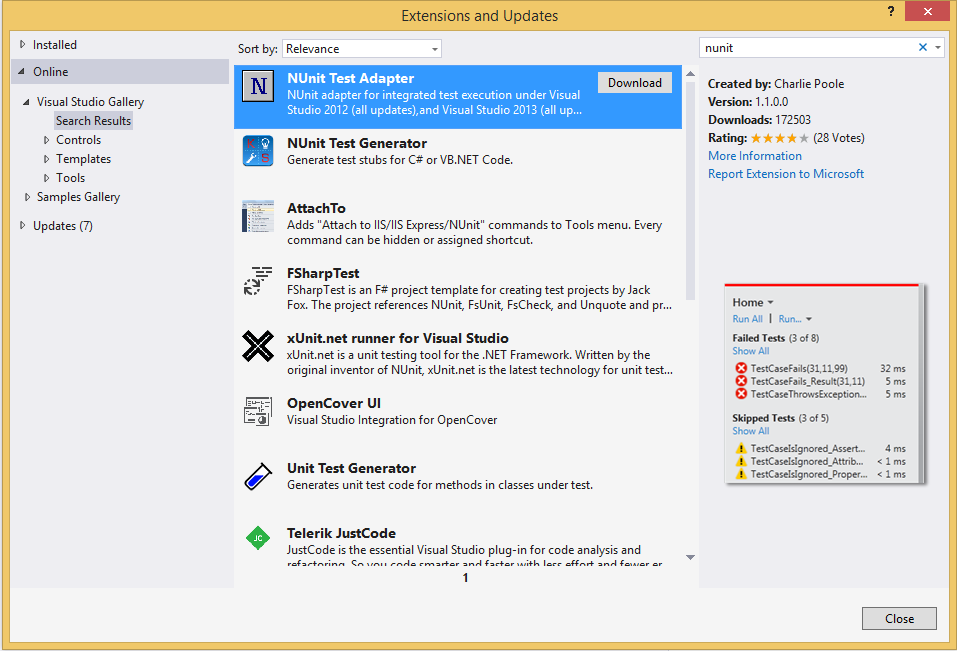 Extensions and Updates
?
Installed
Online
Visual Studio Gallery
Search Results
Controls
Templates
Tools
Samples Gallery
Updates (7)
Sort by: Relevance
N
NUnit Test Adapter
Download
NUnit adapter for integrated test execution under Visual
Studio 2012 (all updates),and Visual Studio 2013 (all up...
NUnit Test Generator
Generate test stubs for C# or VB.NET Code.
AttachTo
Adds "Attach to IIS/IIS Express/NUnit" commands to Tools menu. Every
command can be hidden or assigned shortcut.
FSharpTest
FSharpTest is an F# project template for creating test projects by Jack
Fox. The project references NUnit, FsUnit, FsCheck, and Unquote and pr...
xUnit.net runner for Visual Studio
xUnit.net is a unit testing tool for the .NET Framework. Written by the
original inventor of NUnit, xUnit.net is the latest technology for unit test...
OpenCover UI
Visual Studio Integration for OpenCover
Unit Test Generator
Generates unit test code for methods in classes under test.
JC
Telerik JustCode
JustCode is the essential Visual Studio plug-in for code analysis and
refactoring. So you code smarter and faster with less effort and fewer er
1
nunit
Created by: Charlie Poole
Version: 1.1.0.0
Downloads: 172503
Rating: (28 Votes)
More Information
Report Extension to Microsoft
Home
Run All | Run...
Failed Tests (3 of 8)
Show All
TestCaseFails(31,11,99) 32 ms
TestCaseFails_Result(31,11) 5 ms
TestCaseThrowsException... 5 ms
Skipped Tests (3 of 5)
Show All
TestCaseIsIgnored_Assert... 4 ms
TestCaseIsIgnored_Attrib... < 1 ms
TestCaseIsIgnored_Proper... < 1 ms
Close